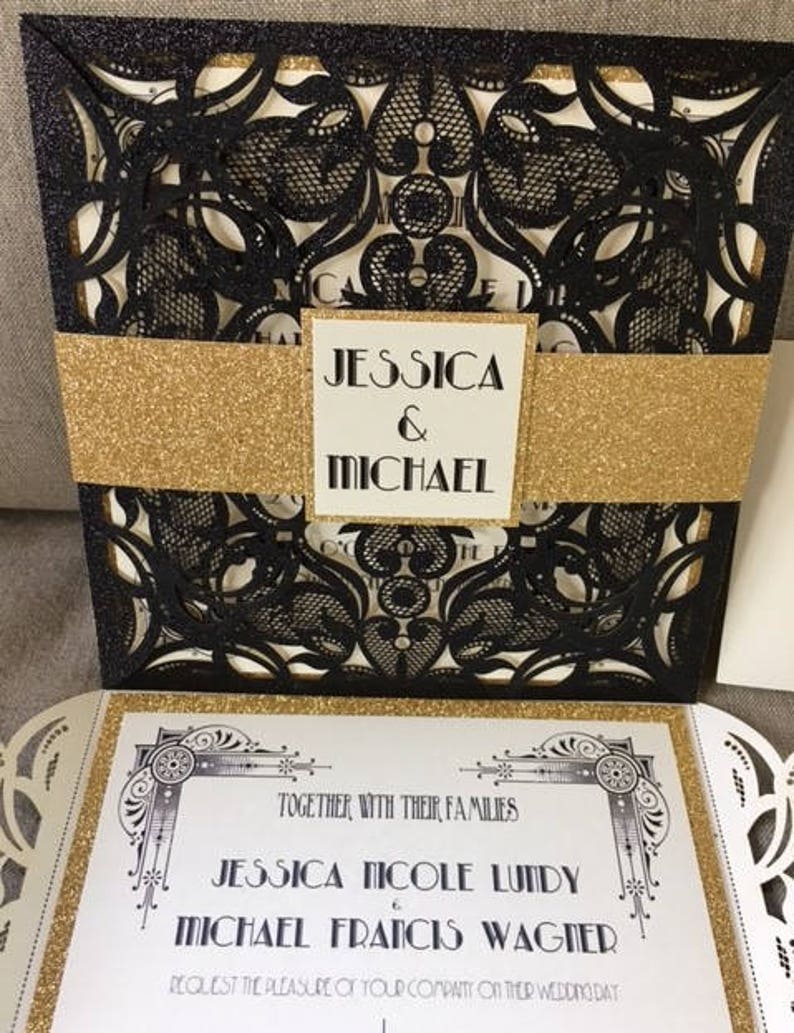 JESSICA
&
MICHAEL
TOGETHER WITH THEIR FAMILIES
JESSICA NICOLE LUNDY
&
MICHAEL FRANCIS WAGNER
REQUEST THE PLEASURE OF YOUR COMPANY ON THEIR WEDDING DAY